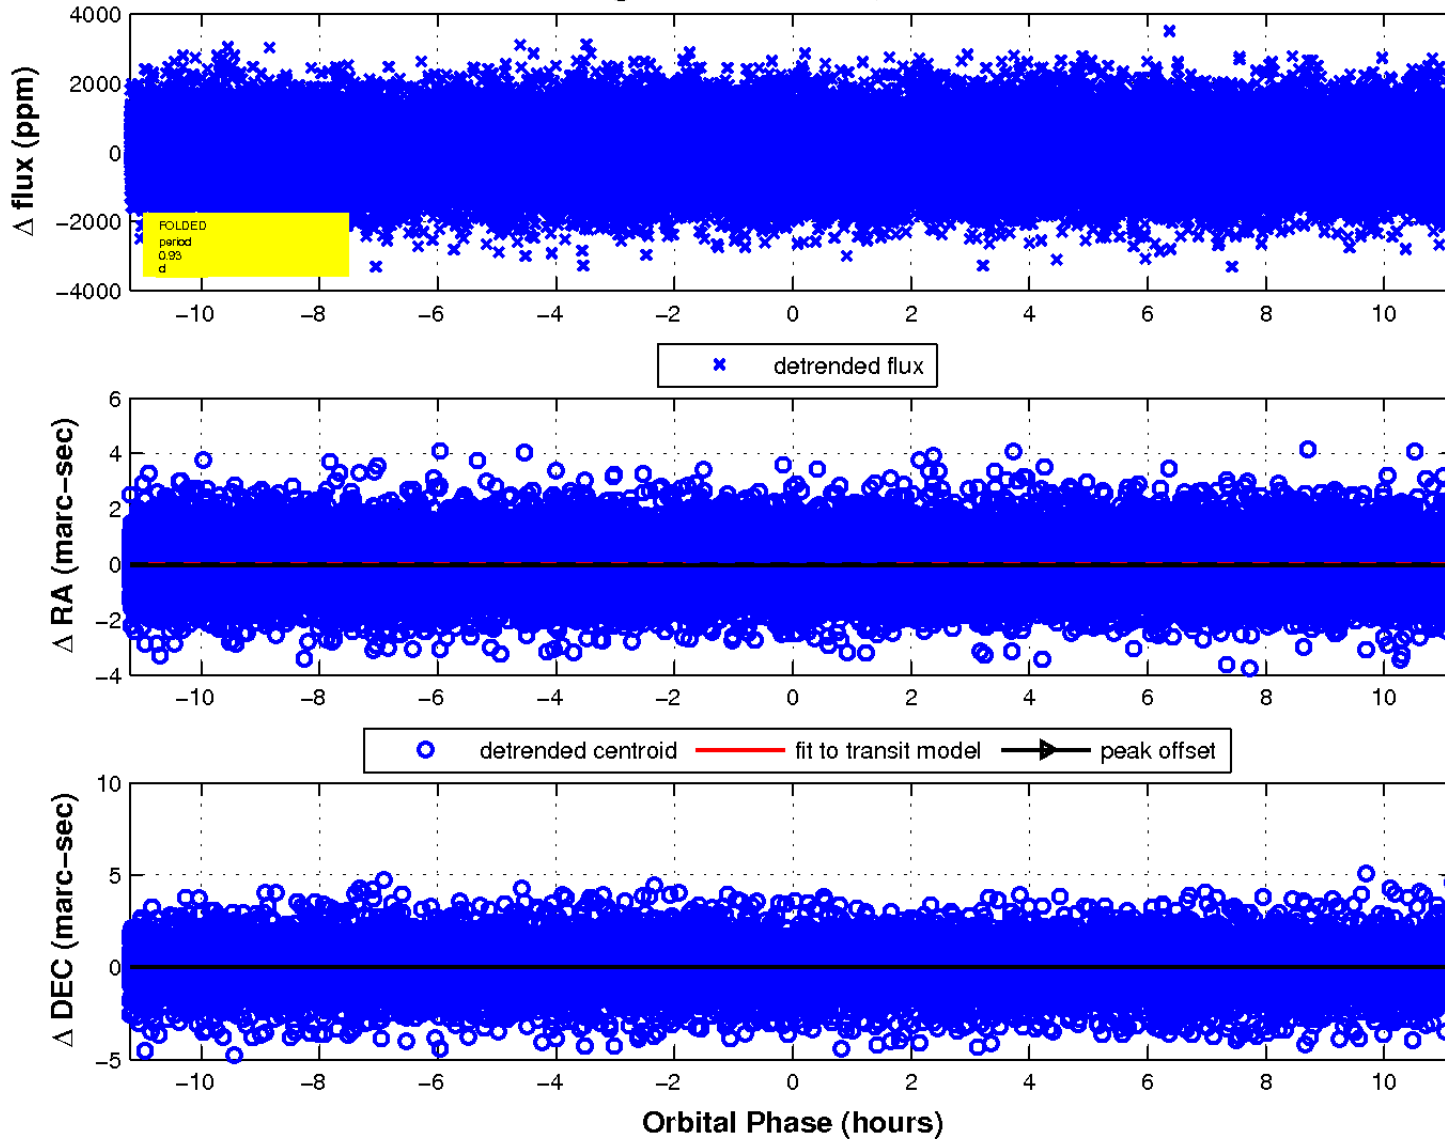 4000
2000
0
−2000
−4000
Δ flux (ppm)
FOLDED
period
0.93
d
−10 −8 −6 −4 −2 0 2 4 6 8 10
detrended flux
6
4
2
0
−2
−4
Δ RA (marc−sec)
−10 −8 −6 −4 −2 0 2 4 6 8 10
detrended centroid fit to transit model peak offset
10
5
0
−5
Δ DEC (marc−sec)
−10 −8 −6 −4 −2 0 2 4 6 8 10
Orbital Phase (hours)